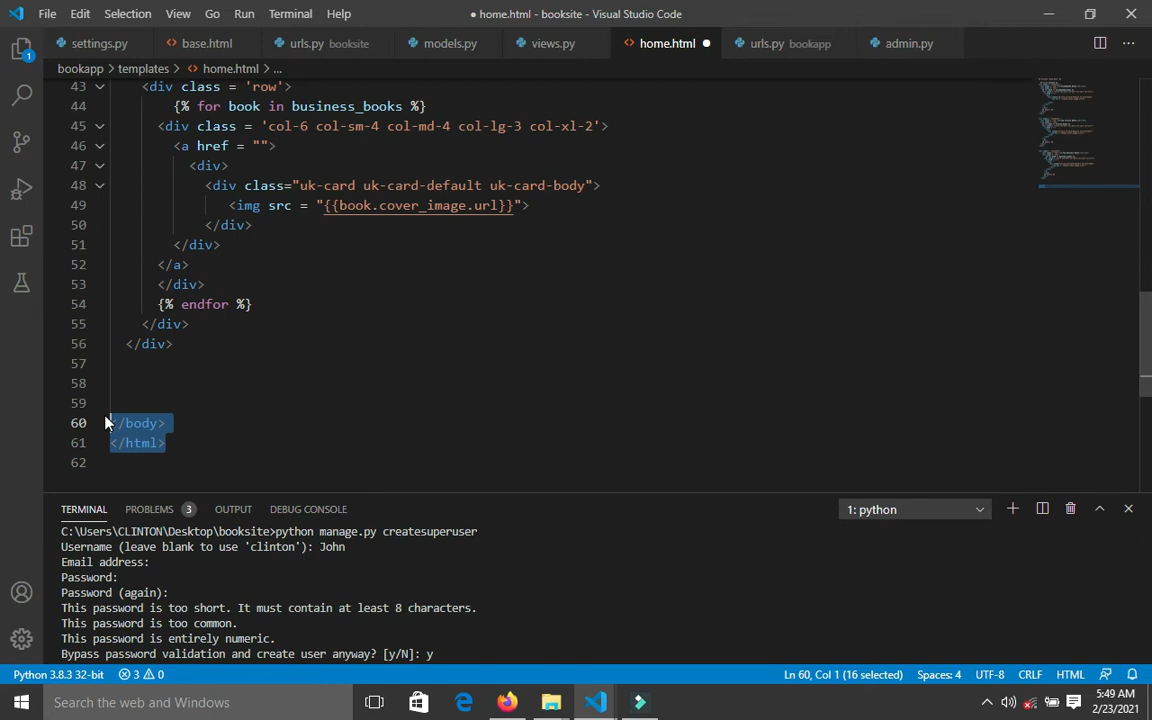 File Edit Selection View Go Run Terminal Help ● home.html - booksite - Visual Studio Code
settings.py base.html urls.py booksite models.py views.py home.html urls.py bookapp admin.py
bookapp > templates > home.html > ...
43 <div class = 'row'>
44 {% for book in business_books %}
45 <div class = 'col-6 col-sm-4 col-md-4 col-lg-3 col-xl-2'>
46 <a href = "">
47 <div>
48 <div class="uk-card uk-card-default uk-card-body">
49 <img src = "{{book.cover_image.url}}">
50 </div>
51 </div>
52 </a>
53 </div>
54 {% endfor %}
55 </div>
56 </div>
57
58
59
60 </body>
61 </html>
62
TERMINAL PROBLEMS 3 OUTPUT DEBUG CONSOLE 1: python
C:\Users\CLINTON\Desktop\booksite>python manage.py createsuperuser
Username (leave blank to use 'clinton'): John
Email address:
Password:
Password (again):
This password is too short. It must contain at least 8 characters.
This password is too common.
This password is entirely numeric.
Bypass password validation and create user anyway? [y/N]: y
Python 3.8.3 32-bit 3 0 Ln 60, Col 1 (16 selected) Spaces: 4 UTF-8 CRLF HTML
Search the web and Windows
5:49 AM
2/23/2021